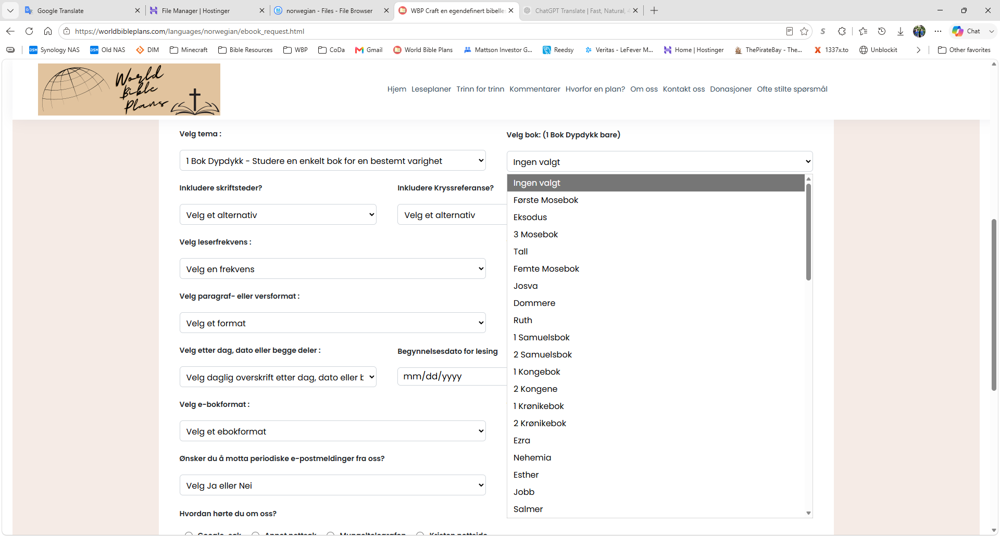 Google Translate
File Manager | Hostinger
norwegian - Files - File Browser
WBP Craft en egendefinert bibelles
ChatGPT Translate | Fast, Natural, 4
https://worldbibleplans.com/languages/norwegian/ebook_request.html
Chat
Synology NAS
Old NAS
DIM
Minecraft
Bible Resources
WBP
CoDa
Gmail
World Bible Plans
Mattson Investor G...
Reedsy
Veritas - LeFever M...
Home | Hostinger
ThePirateBay - The...
1337x.to
Unblockit
Other favorites
World
Bible
Plans
Hjem Leseplaner Trinn for trinn Kommentarer Hvorfor en plan? Om oss Kontakt oss Donasjoner Ofte stilte spørsmål
Velg tema :
1 Bok Dypdykk - Studere en enkelt bok for en bestemt varighet
Velg bok: (1 Bok Dypdykk bare)
Ingen valgt
Inkludere skriftsteder?
Velg et alternativ
Inkludere Kryssreferanse?
Velg et alternativ
Velg leserfrekvens :
Velg en frekvens
Velg paragraf- eller versformat :
Velg et format
Velg etter dag, dato eller begge deler :
Velg daglig overskrift etter dag, dato eller b
Begynnelsesdato for lesing
mm/dd/yyyy
Velg e-bokformat :
Velg et ebokformat
Ønsker du å motta periodiske e-postmeldinger fra oss?
Velg Ja eller Nei
Hvordan hørte du om oss?
Google-søk
Annet nettsøk
Mungeltelegrafen
Kristen nettside
Ingen valgt
Første Mosebok
Eksodus
3 Mosebok
Tall
Femte Mosebok
Josva
Dommere
Ruth
1 Samuelsbok
2 Samuelsbok
1 Kongebok
2 Kongene
1 Krønikebok
2 Krønikebok
Ezra
Nehemia
Esther
Jobb
Salmer